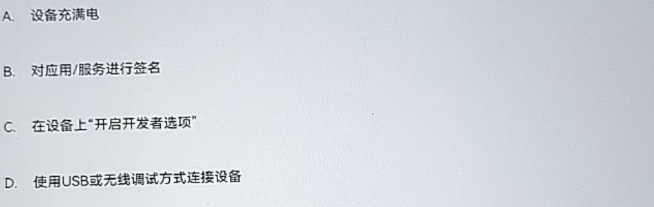 A. 设备充满电
B. 对应用/服务进行签名
C. 在设备上“开启开发者选项”
D. 使用USB或无线调试方式连接设备